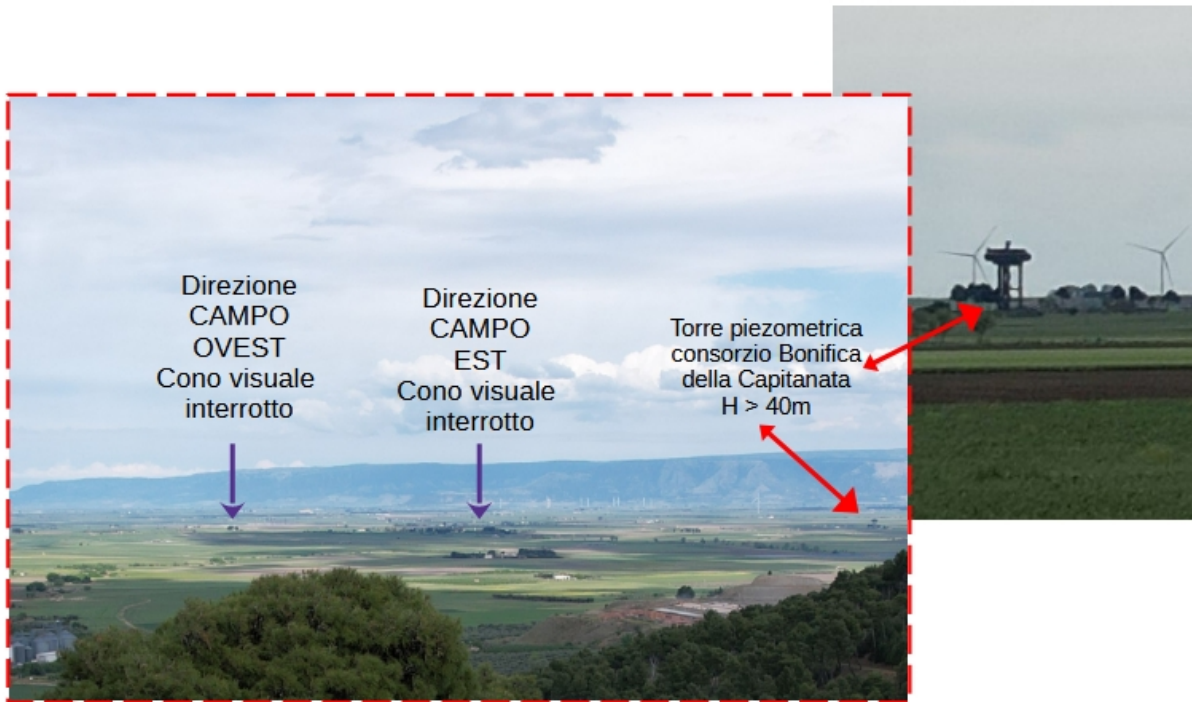 Direzione
CAMPO
OVEST
Cono visuale
interrotto
Direzione
CAMPO
EST
Cono visuale
interrotto
Torre piezometrica
consorzio Bonifica
della Capitanata
H > 40m